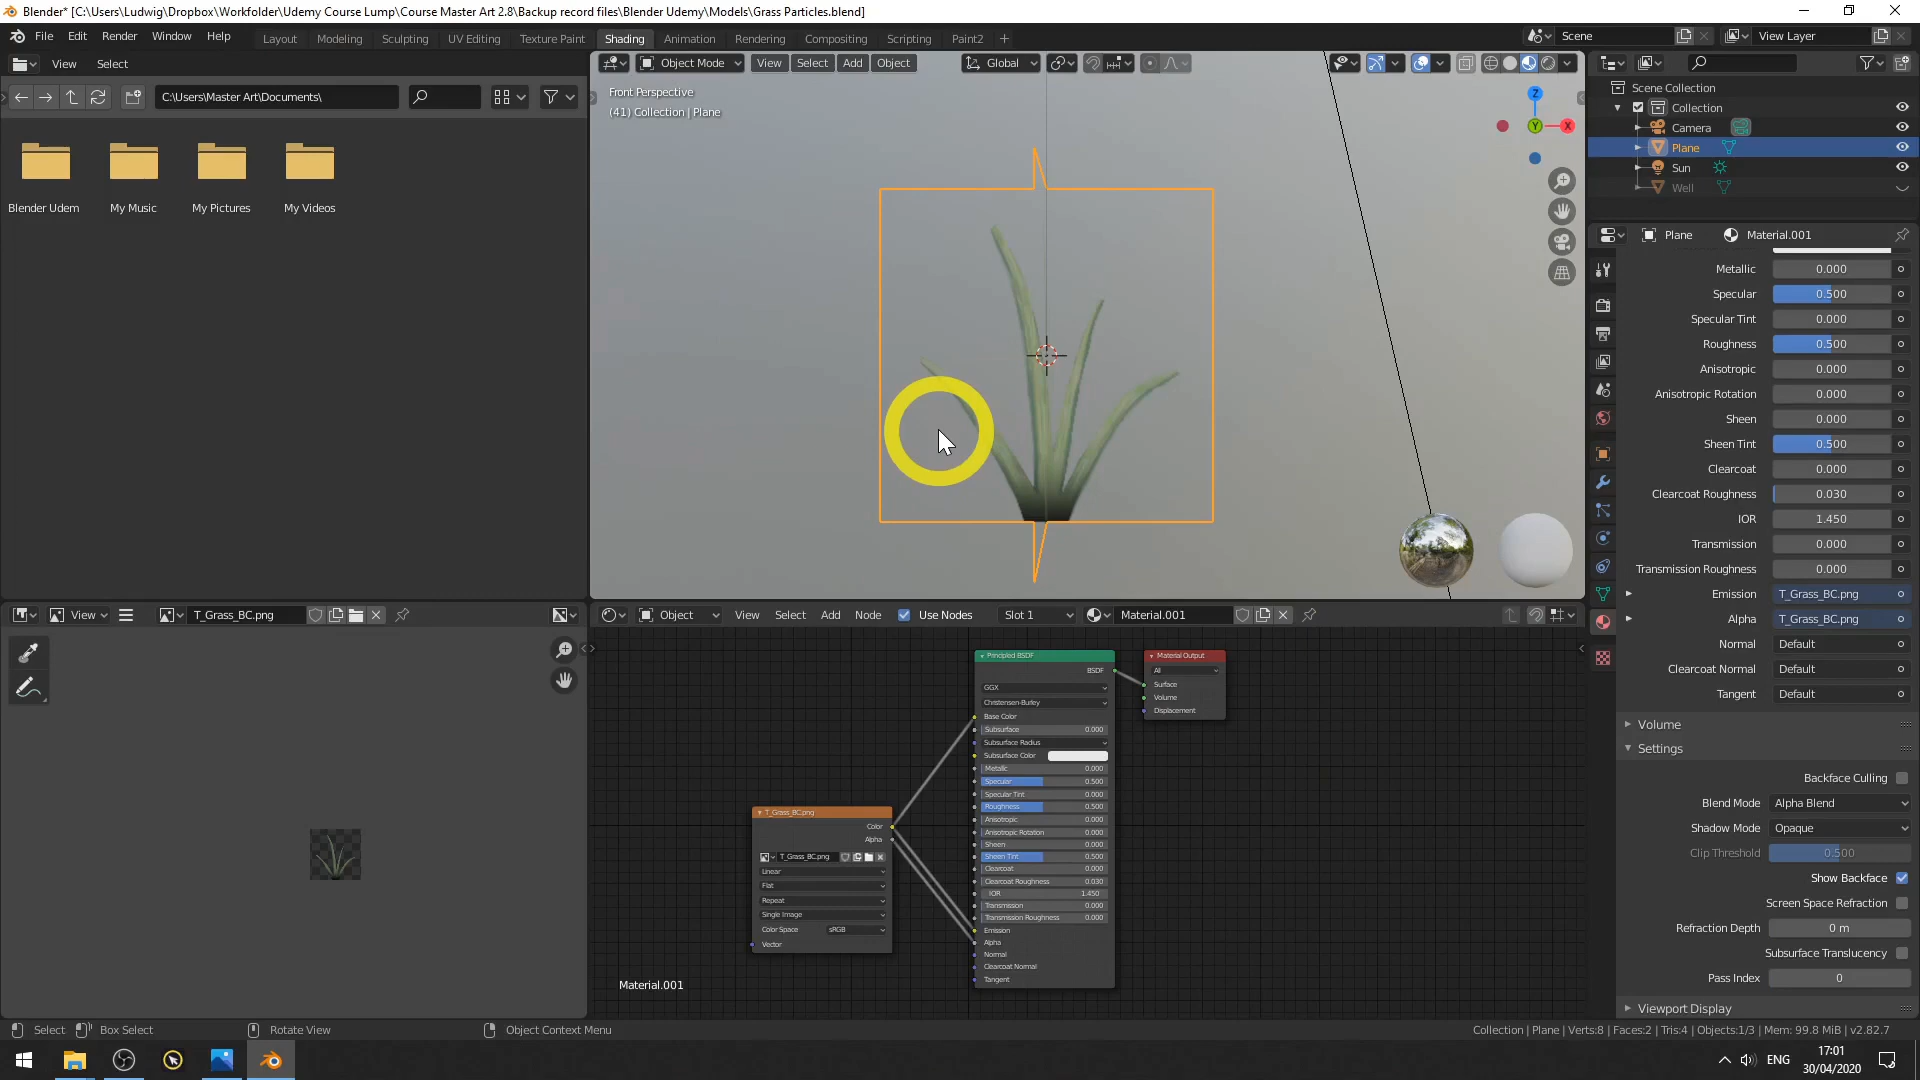 Blender* [C:\Users\Ludwig\Dropbox\Workfolder\Udemy Course Lump\Course Master Art 2.8\Backup record files\Blender Udemy\Models\Grass Particles.blend]
File Edit Render Window Help Layout Modeling Sculpting UV Editing Texture Paint Shading Animation Rendering Compositing Scripting Paint2 + Scene View Layer
View Select
C:\Users\Master Art\Documents\
Blender Udem My Music My Pictures My Videos
Object Mode View Select Add Object Global
Front Perspective
(41) Collection | Plane
Z
Y
X
Scene Collection
Collection
Camera
Plane
Sun
Well
Plane Material.001
Metallic 0.000
Specular 0.500
Specular Tint 0.000
Roughness 0.500
Anisotropic 0.000
Anisotropic Rotation 0.000
Sheen 0.000
Sheen Tint 0.500
Clearcoat 0.000
Clearcoat Roughness 0.030
IOR 1.450
Transmission 0.000
Transmission Roughness 0.000
Emission T_Grass_BC.png
Alpha T_Grass_BC.png
Normal Default
Clearcoat Normal Default
Tangent Default
Volume
Settings
Backface Culling
Blend Mode Alpha Blend
Shadow Mode Opaque
Clip Threshold 0.500
Show Backface
Screen Space Refraction
Refraction Depth 0 m
Subsurface Translucency
Pass Index 0
Viewport Display
View T_Grass_BC.png
Object View Select Add Node Use Nodes Slot 1 Material.001
T_Grass_BC.png
Color
Alpha
T_Grass_BC.png
Linear
Flat
Repeat
Single Image
Color Space sRGB
Vector
Principled BSDF
BSDF
GGX
Christensen-Burley
Base Color
Subsurface 0.000
Subsurface Radius
Subsurface Color
Metallic 0.000
Specular 0.500
Specular Tint 0.000
Roughness 0.500
Anisotropic 0.000
Anisotropic Rotation 0.000
Sheen 0.000
Sheen Tint 0.500
Clearcoat 0.000
Clearcoat Roughness 0.030
IOR 1.450
Transmission 0.000
Transmission Roughness 0.000
Emission
Alpha
Normal
Clearcoat Normal
Tangent
Material Output
All
Surface
Volume
Displacement
Material.001
Select Box Select Rotate View Object Context Menu Collection | Plane | Verts:8 | Faces:2 | Tris:4 | Objects:1/3 | Mem: 99.8 MiB | v2.82.7
ENG
17:01
30/04/2020